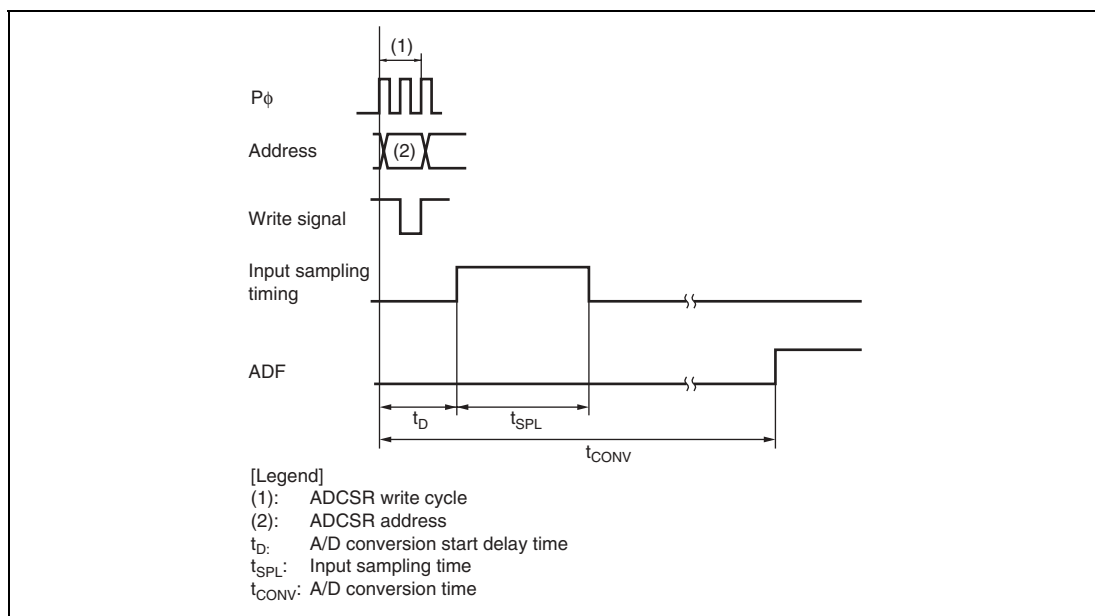 (1)
Pφ
Address
(2)
Write signal
Input sampling
timing
ADF
tD
tSPL
tCONV
[Legend]
(1): ADCSR write cycle
(2): ADCSR address
tD: A/D conversion start delay time
tSPL: Input sampling time
tCONV: A/D conversion time